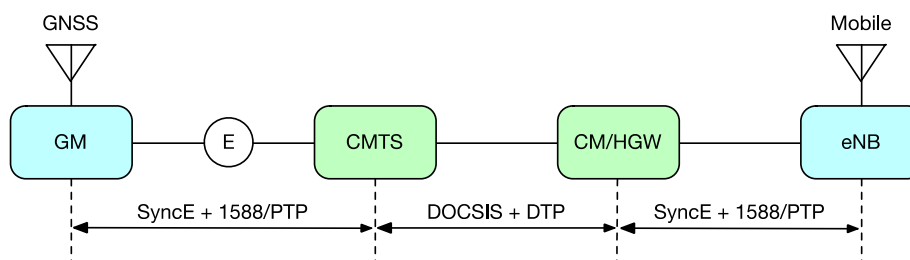 GNSS
Mobile
GM
E
CMTS
CM/HGW
eNB
SyncE + 1588/PTP
DOCSIS + DTP
SyncE + 1588/PTP